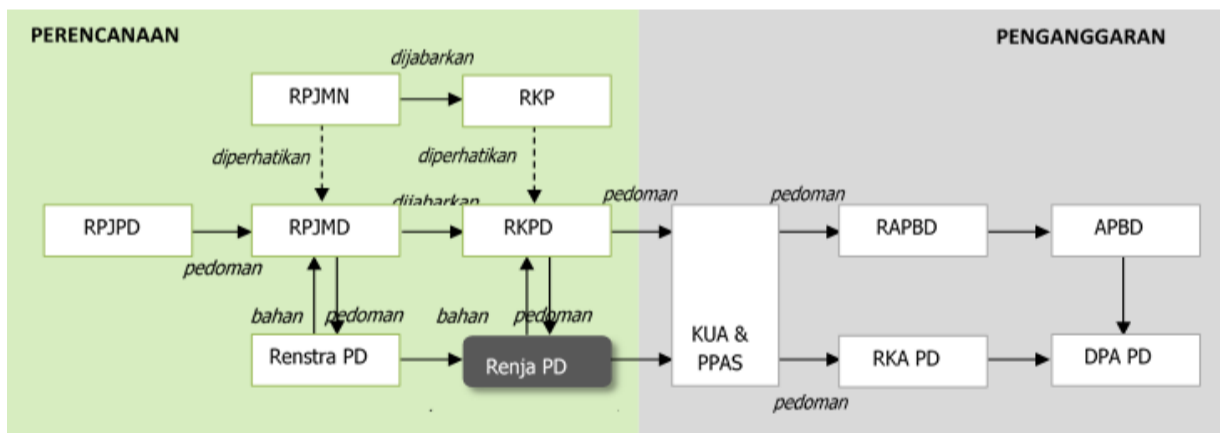 PERENCANAAN
PENGANGGARAN
dijabarkan
RPJMN
RKP
diperhatikan
diperhatikan
pedoman
pedoman
dijabarkan
RPJPD
RPJMD
RKPD
RAPBD
APBD
pedoman
bahan
pedoman
bahan
pedoman
KUA &
PPAS
Renstra PD
Renja PD
RKA PD
DPA PD
pedoman